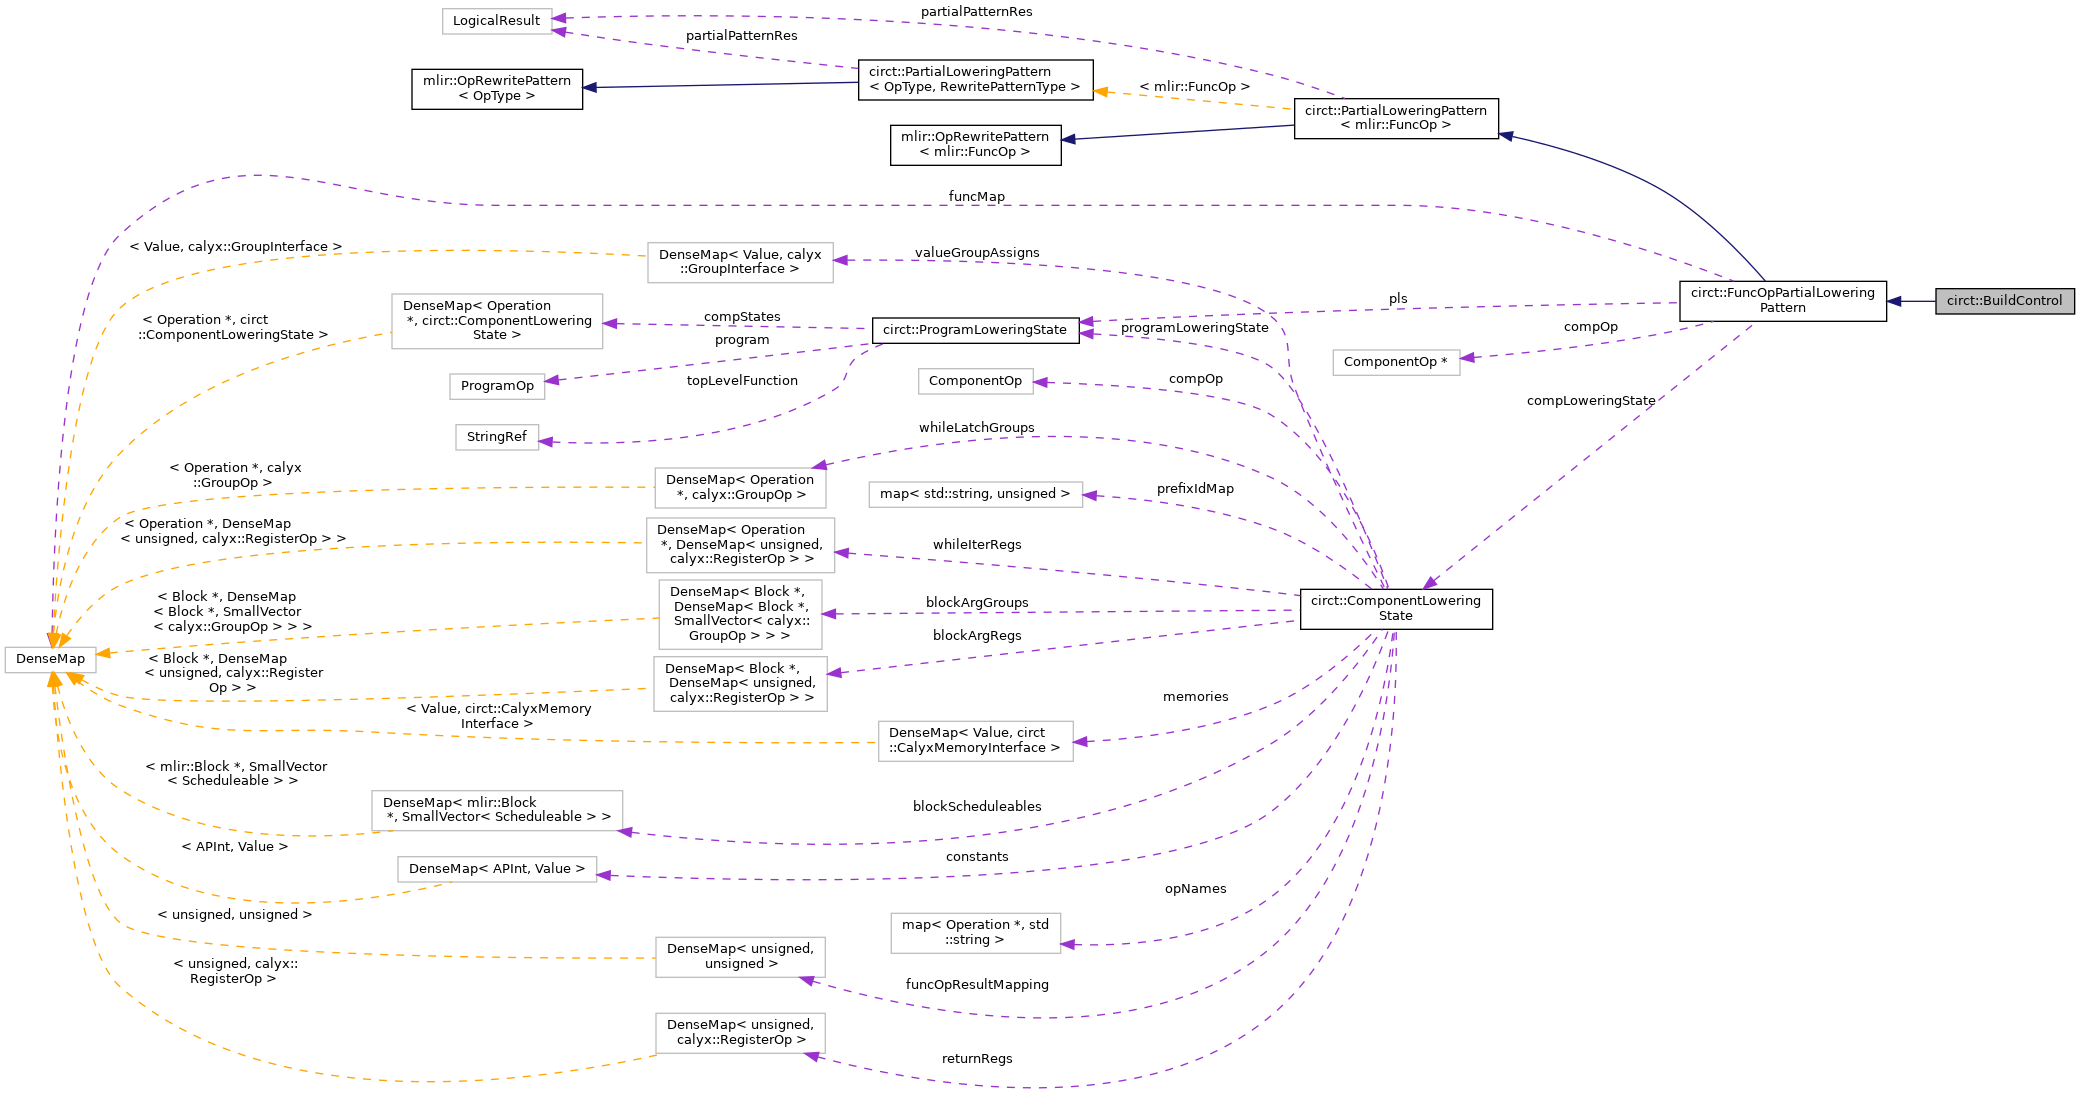 partialPatternRes
LogicalResult
partialPatternRes
circt::PartialLoweringPattern
< OpType, RewritePatternType >
mlir::OpRewritePattern
< OpType >
< mlir::FuncOp >
circt::PartialLoweringPattern
< mlir::FuncOp >
mlir::OpRewritePattern
< mlir::FuncOp >
funcMap
< Value, calyx::GroupInterface >
DenseMap< Value, calyx
::GroupInterface >
valueGroupAssigns
circt::FuncOpPartialLowering
Pattern
circt::BuildControl
pls
DenseMap< Operation
*, circt::ComponentLowering
State >
< Operation *, circt
::ComponentLoweringState >
compStates
circt::ProgramLoweringState
programLoweringState
compOp
program
ComponentOp *
topLevelFunction
ProgramOp
ComponentOp
compOp
compLoweringState
whileLatchGroups
StringRef
< Operation *, calyx
::GroupOp >
DenseMap< Operation
*, calyx::GroupOp >
map< std::string, unsigned >
prefixIdMap
< Operation *, DenseMap
< unsigned, calyx::RegisterOp > >
DenseMap< Operation
*, DenseMap< unsigned,
calyx::RegisterOp > >
whileIterRegs
< Block *, DenseMap
< Block *, SmallVector
< calyx::GroupOp > > >
DenseMap< Block *,
DenseMap< Block *,
SmallVector< calyx::
GroupOp > > >
blockArgGroups
circt::ComponentLowering
State
blockArgRegs
DenseMap
< Block *, DenseMap
< unsigned, calyx::Register
Op > >
DenseMap< Block *,
DenseMap< unsigned,
calyx::RegisterOp > >
memories
< Value, circt::CalyxMemory
Interface >
DenseMap< Value, circt
::CalyxMemoryInterface >
< mlir::Block *, SmallVector
< Scheduleable > >
DenseMap< mlir::Block
*, SmallVector< Scheduleable > >
blockScheduleables
< APInt, Value >
DenseMap< APInt, Value >
constants
opNames
< unsigned, unsigned >
map< Operation *, std
::string >
DenseMap< unsigned,
unsigned >
< unsigned, calyx::
RegisterOp >
funcOpResultMapping
DenseMap< unsigned,
calyx::RegisterOp >
returnRegs